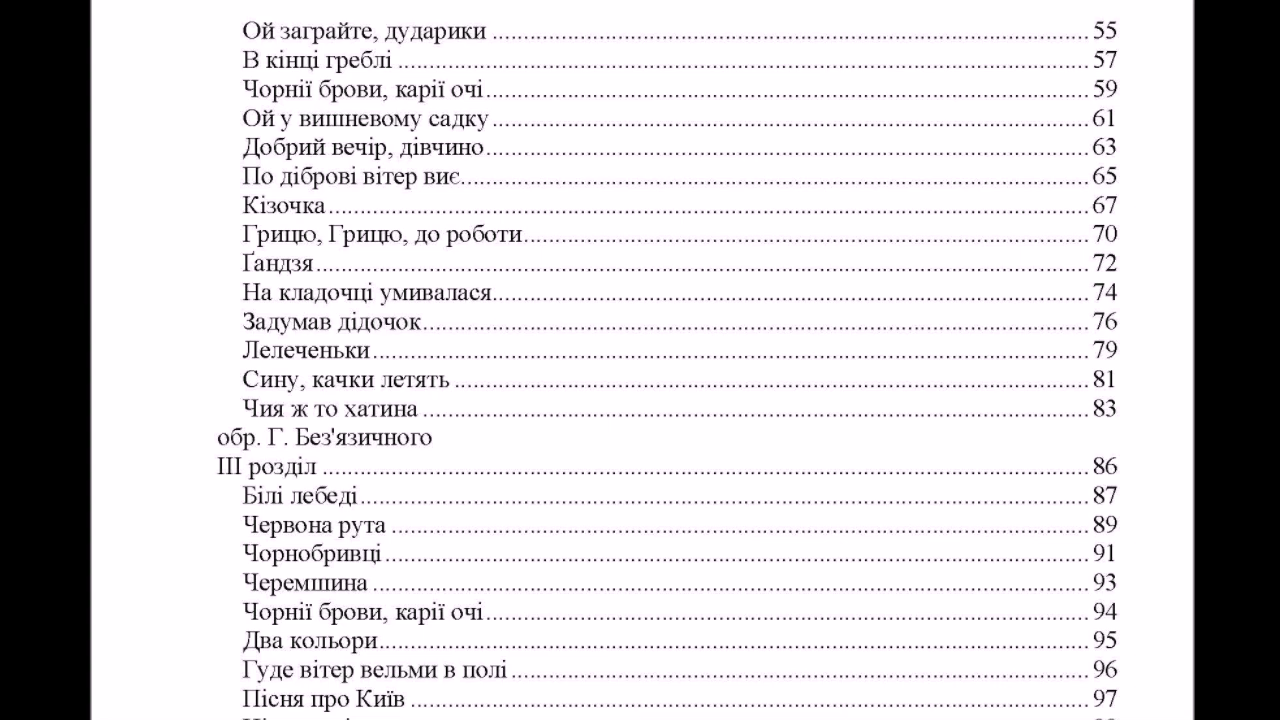 Ой заграйте, дударики ........ 55
В кінці греблі ........ 57
Чорнії брови, карії очі ........ 59
Ой у вишневому садку ........ 61
Добрий вечір, дівчино ........ 63
По діброві вітер виє ........ 65
Кізочка ........ 67
Грицю, Грицю, до роботи ........ 70
Ґандзя ........ 72
На кладочці умивалася ........ 74
Задумав дідочок ........ 76
Лелеченьки ........ 79
Сину, качки летять ........ 81
Чия ж то хатина ........ 83
обр. Г. Без'язичного
ІІІ розділ ........ 86
Білі лебеді ........ 87
Червона рута ........ 89
Чорнобривці ........ 91
Черемшина ........ 93
Чорнії брови, карії очі ........ 94
Два кольори ........ 95
Гуде вітер вельми в полі ........ 96
Пісня про Київ ........ 97